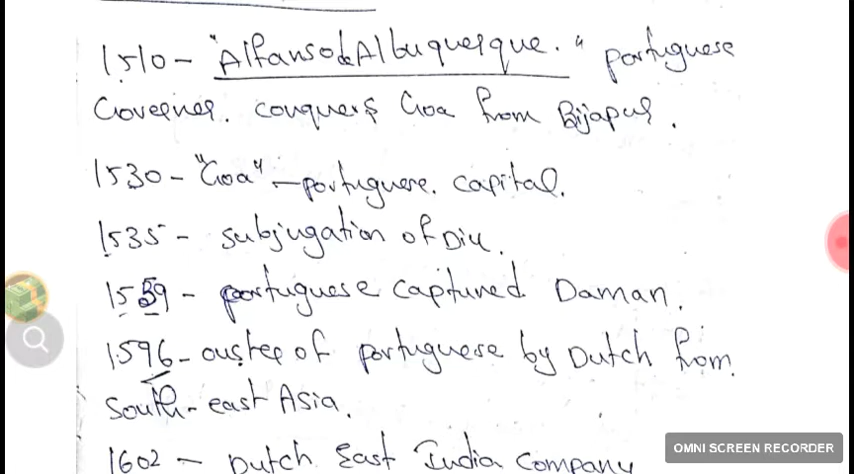 1510 - "Alfanso de Albuquerque." portuguese
Governer. conquers Goa from Bijapur.
1530 - "Goa" - portuguese. capital.
1535 - subjugation of Diu.
1559 - portuguese captured Daman.
1596 - ouster of portuguese by Dutch from
South-east Asia.
1602 - Dutch East India Company
OMNI SCREEN RECORDER